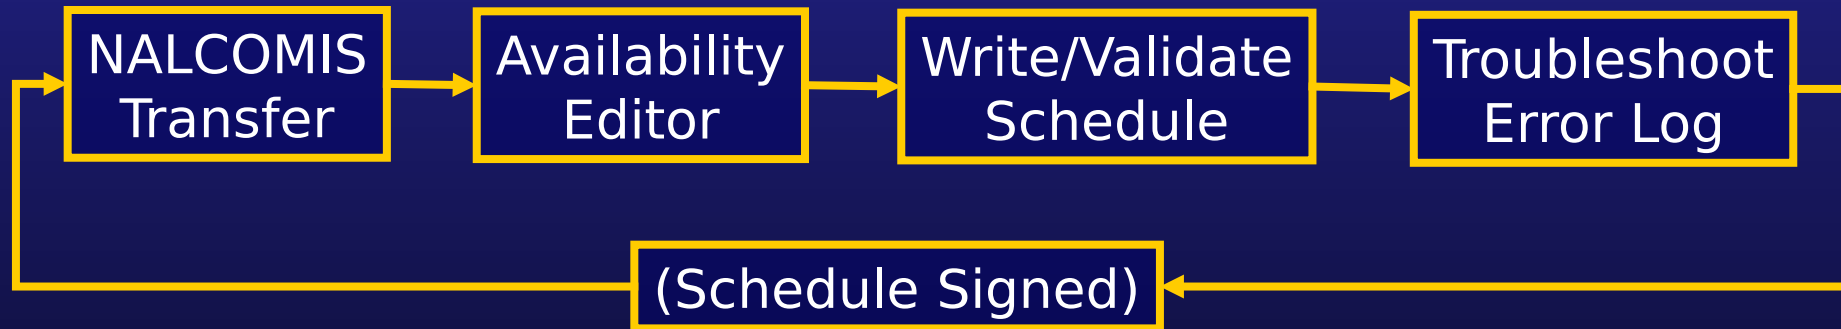 NALCOMIS
Transfer
Availability
Editor
Write/Validate
Schedule
Troubleshoot
Error Log
(Schedule Signed)